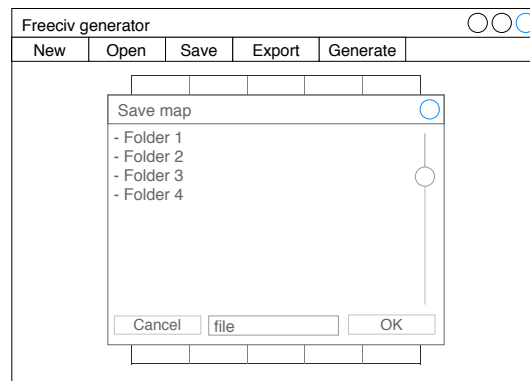 Freeciv generator
New Open Save Export Generate
Save map
- Folder 1
- Folder 2
- Folder 3
- Folder 4
Cancel file OK